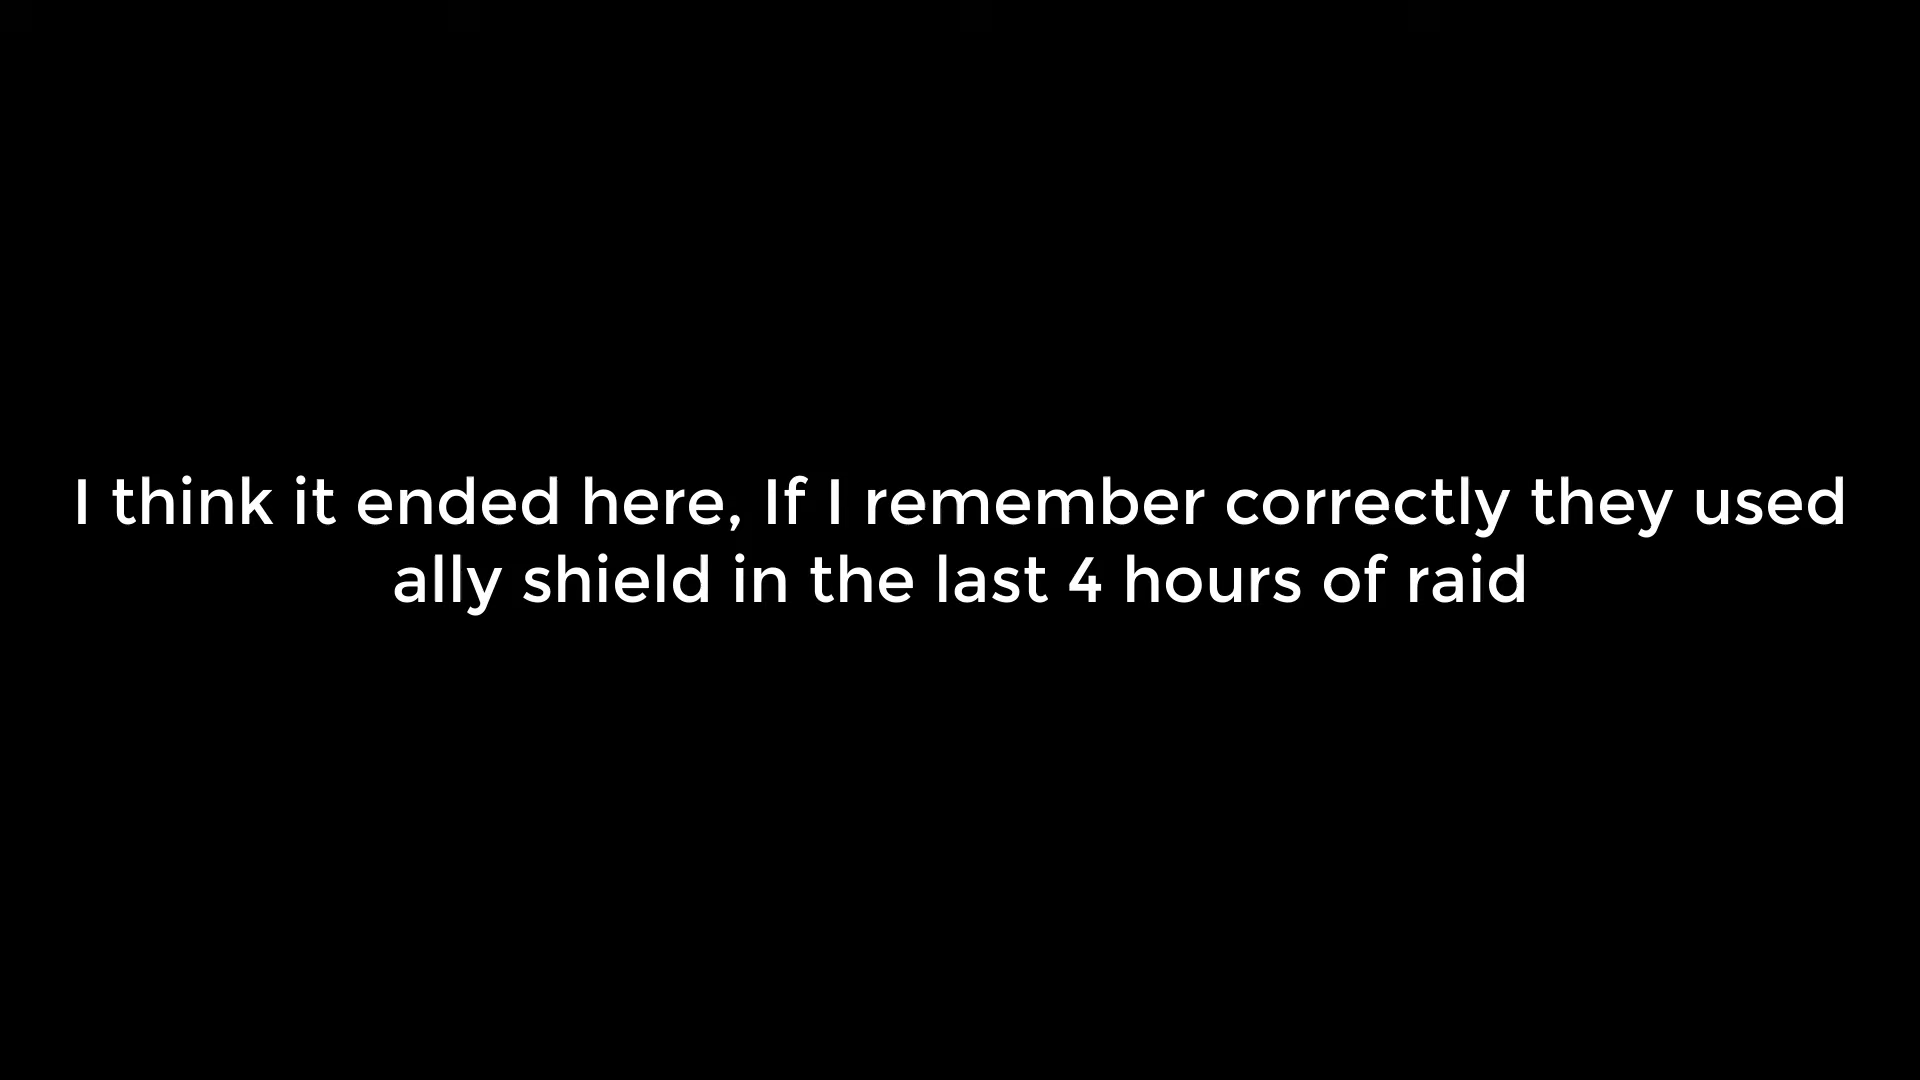 I think it ended here, If I remember correctly they used
ally shield in the last 4 hours of raid